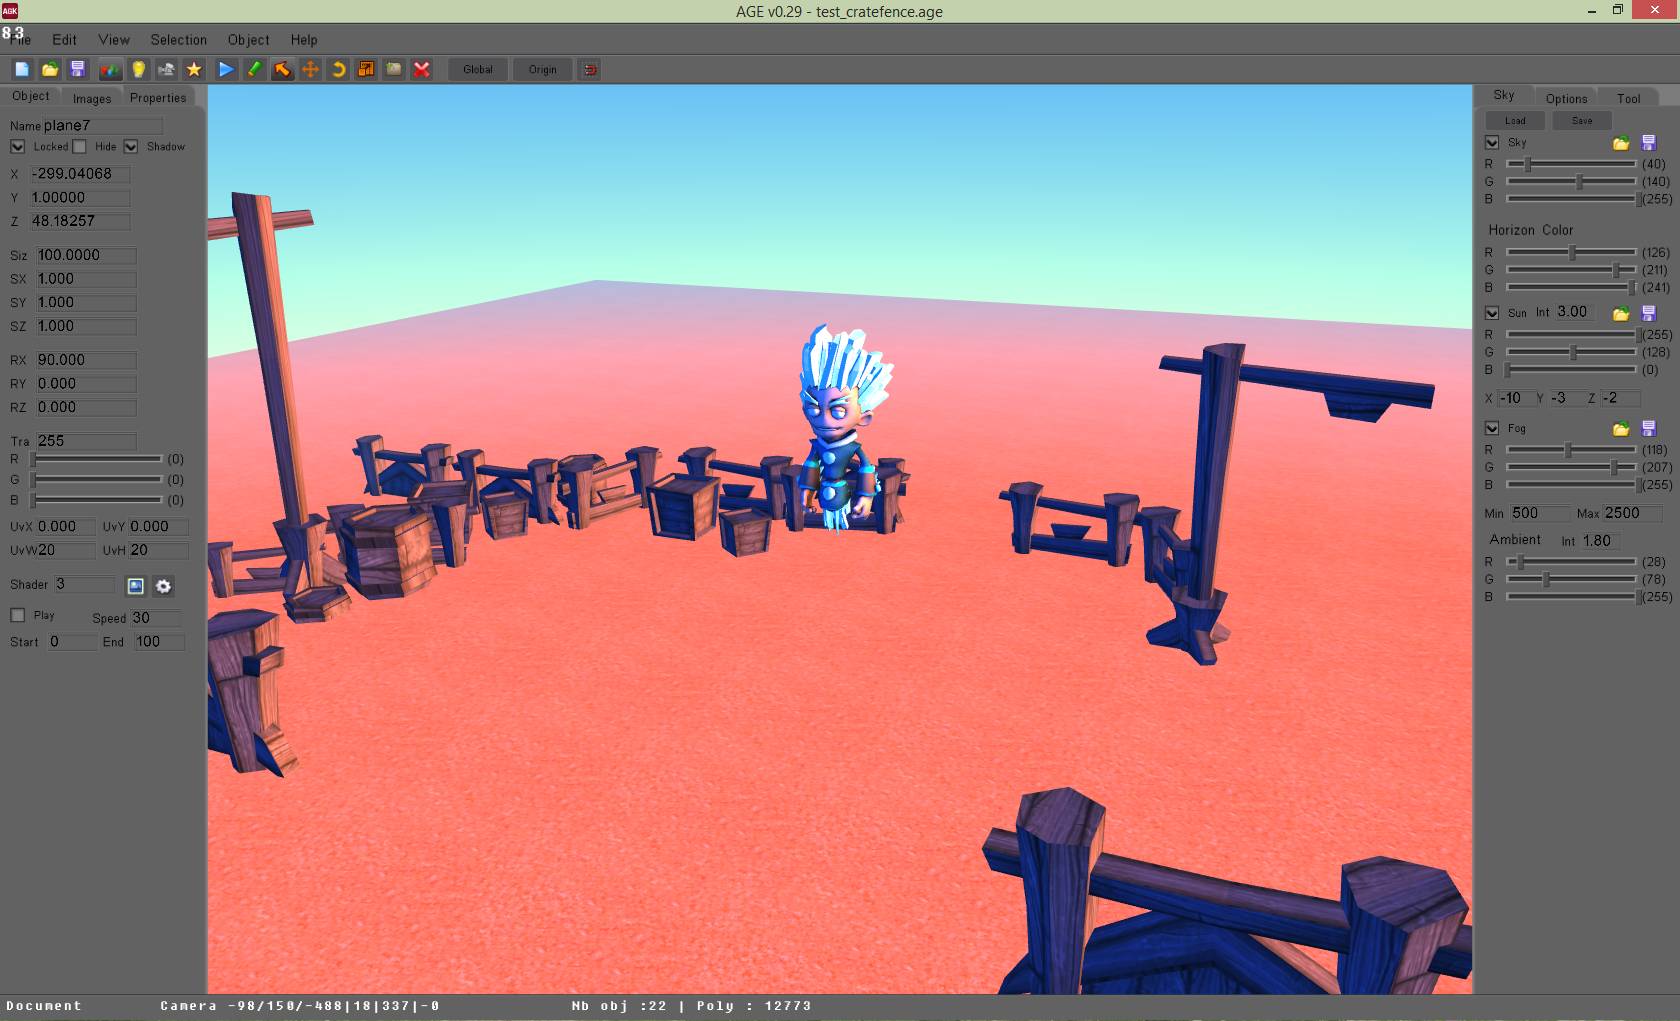 AGK AGE v0.29 - test_cratefence.age
83
File Edit View Selection Object Help
Global Origin
Object Images Properties
Name plane7
Locked Hide Shadow
X -299.04068
Y 1.00000
Z 48.18257
Siz 100.0000
SX 1.000
SY 1.000
SZ 1.000
RX 90.000
RY 0.000
RZ 0.000
Tra 255
R (0)
G (0)
B (0)
UvX 0.000 UvY 0.000
UvW 20 UvH 20
Shader 3
Play Speed 30
Start 0 End 100
Sky Options Tool
Load Save
Sky
R (40)
G (140)
B (255)
Horizon Color
R (126)
G (211)
B (241)
Sun Int 3.00
R (255)
G (128)
B (0)
X -10 Y -3 Z -2
Fog
R (118)
G (207)
B (255)
Min 500 Max 2500
Ambient Int 1.80
R (28)
G (78)
B (255)
Document Camera -98/150/-488|18|337|-0 Nb obj :22 | Poly : 12773